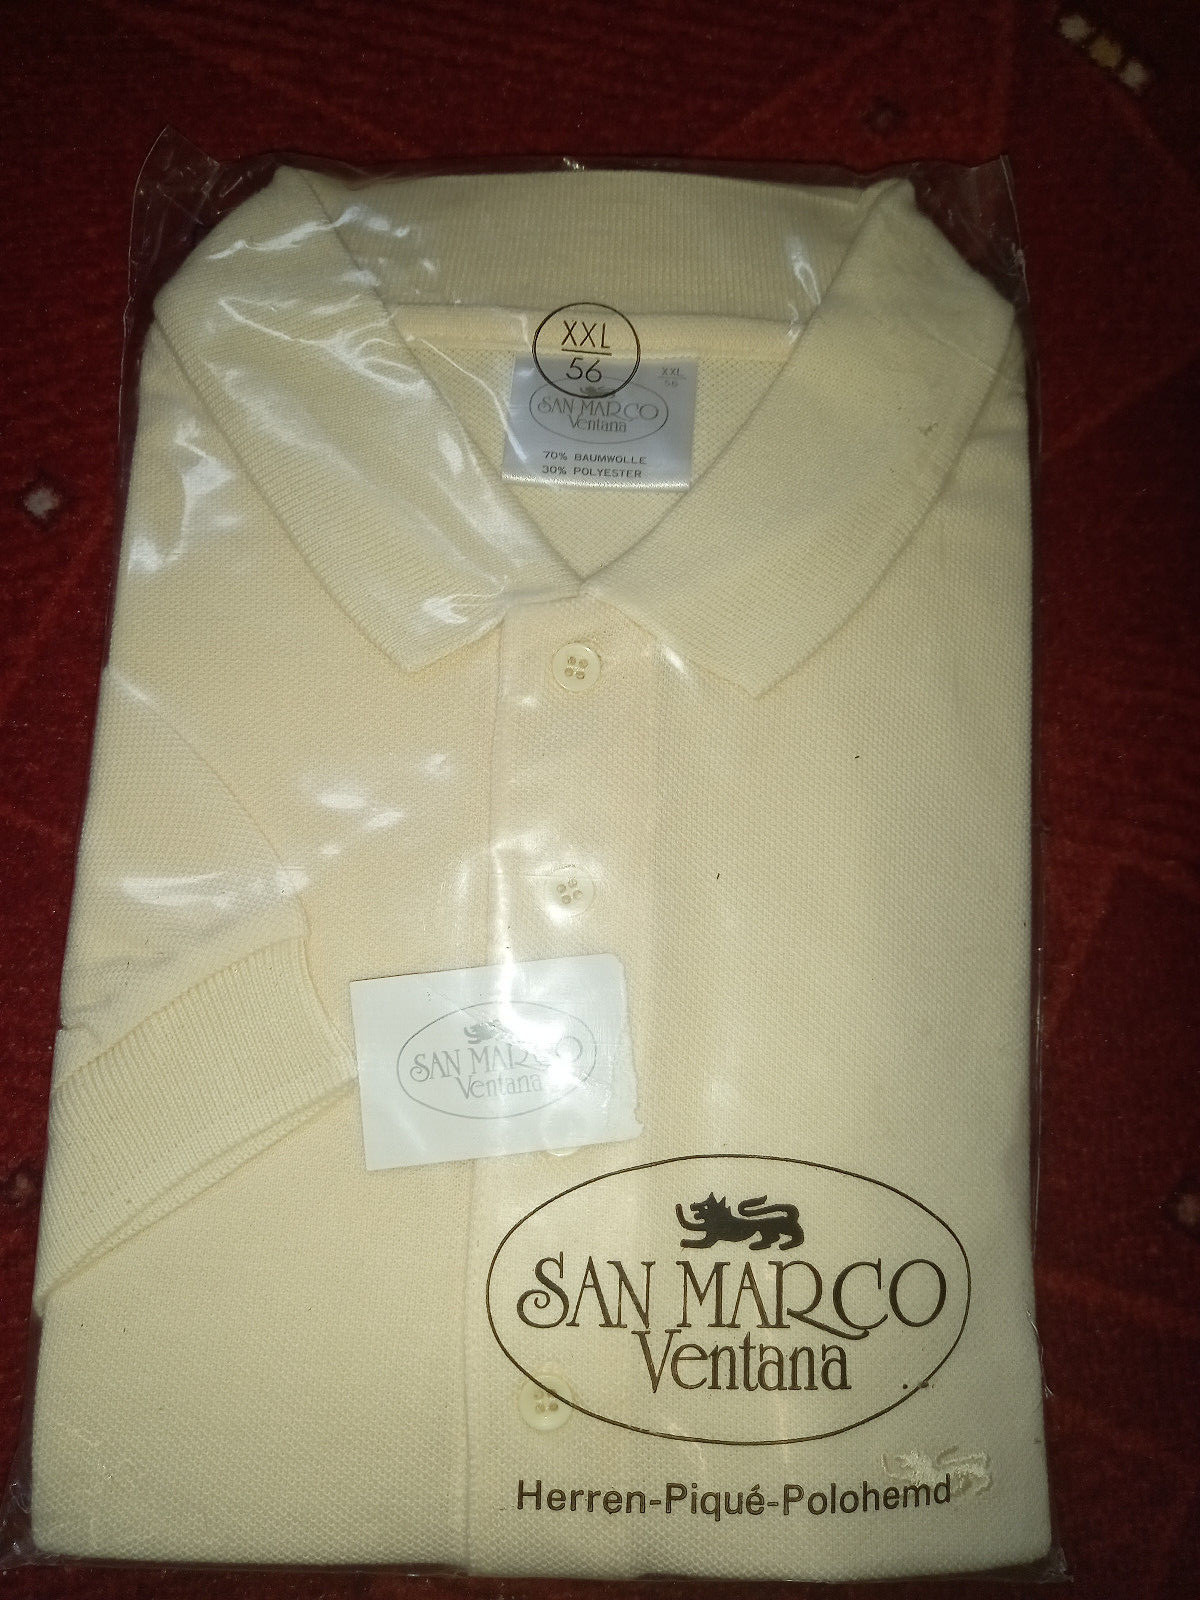 XXL
56
XXL
56
SAN MARCO
Ventana
70% BAUMWOLLE
30% POLYESTER
SAN MARCO
Ventana
SAN MARCO
Ventana
Herren-Piqué-Polohemd